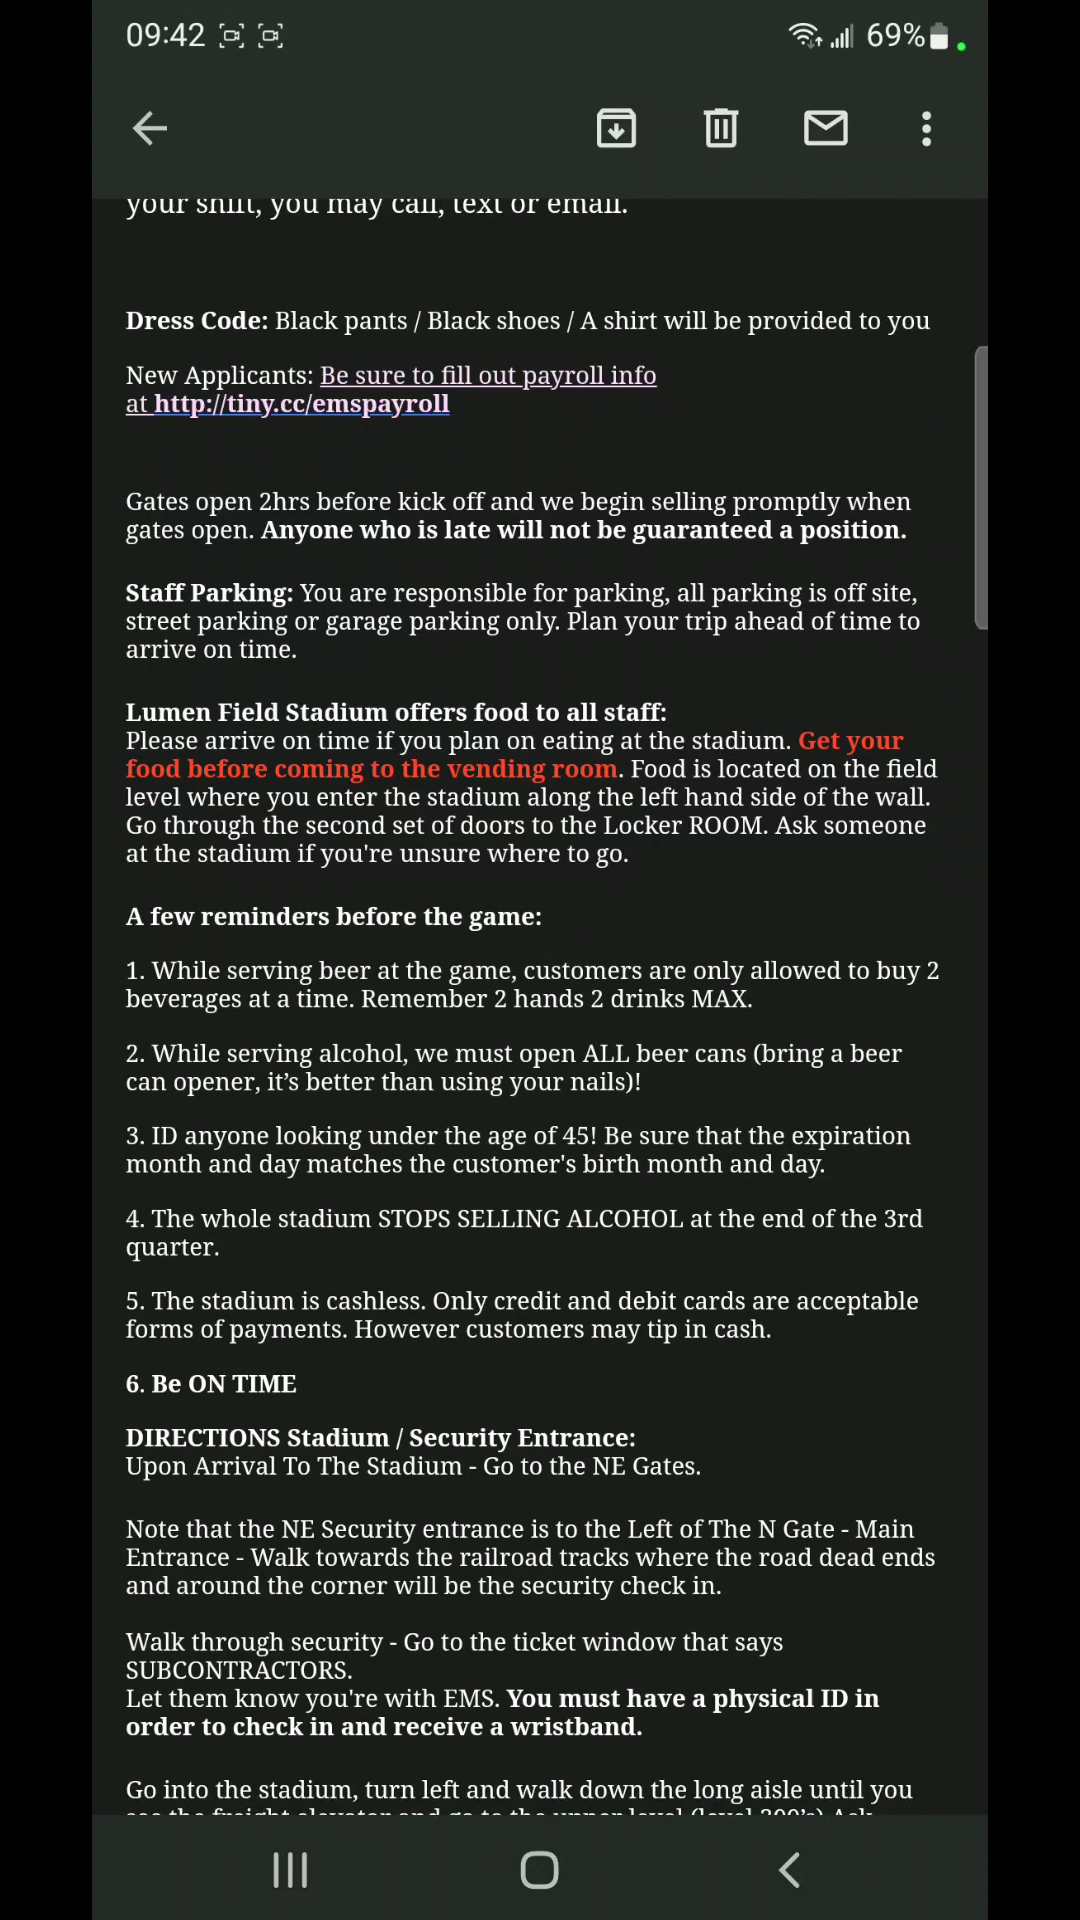 09:42
69%
your shift, you may call, text or email.
Dress Code: Black pants / Black shoes / A shirt will be provided to you
New Applicants: Be sure to fill out payroll info
at http://tiny.cc/emspayroll
Gates open 2hrs before kick off and we begin selling promptly when
gates open. Anyone who is late will not be guaranteed a position.
Staff Parking: You are responsible for parking, all parking is off site,
street parking or garage parking only. Plan your trip ahead of time to
arrive on time.
Lumen Field Stadium offers food to all staff:
Please arrive on time if you plan on eating at the stadium. Get your
food before coming to the vending room. Food is located on the field
level where you enter the stadium along the left hand side of the wall.
Go through the second set of doors to the Locker ROOM. Ask someone
at the stadium if you're unsure where to go.
A few reminders before the game:
1. While serving beer at the game, customers are only allowed to buy 2
beverages at a time. Remember 2 hands 2 drinks MAX.
2. While serving alcohol, we must open ALL beer cans (bring a beer
can opener, it’s better than using your nails)!
3. ID anyone looking under the age of 45! Be sure that the expiration
month and day matches the customer's birth month and day.
4. The whole stadium STOPS SELLING ALCOHOL at the end of the 3rd
quarter.
5. The stadium is cashless. Only credit and debit cards are acceptable
forms of payments. However customers may tip in cash.
6. Be ON TIME
DIRECTIONS Stadium / Security Entrance:
Upon Arrival To The Stadium - Go to the NE Gates.
Note that the NE Security entrance is to the Left of The N Gate - Main
Entrance - Walk towards the railroad tracks where the road dead ends
and around the corner will be the security check in.
Walk through security - Go to the ticket window that says
SUBCONTRACTORS.
Let them know you're with EMS. You must have a physical ID in
order to check in and receive a wristband.
Go into the stadium, turn left and walk down the long aisle until you
see the freight elevator and go to the upper level (level 300’s) Ask